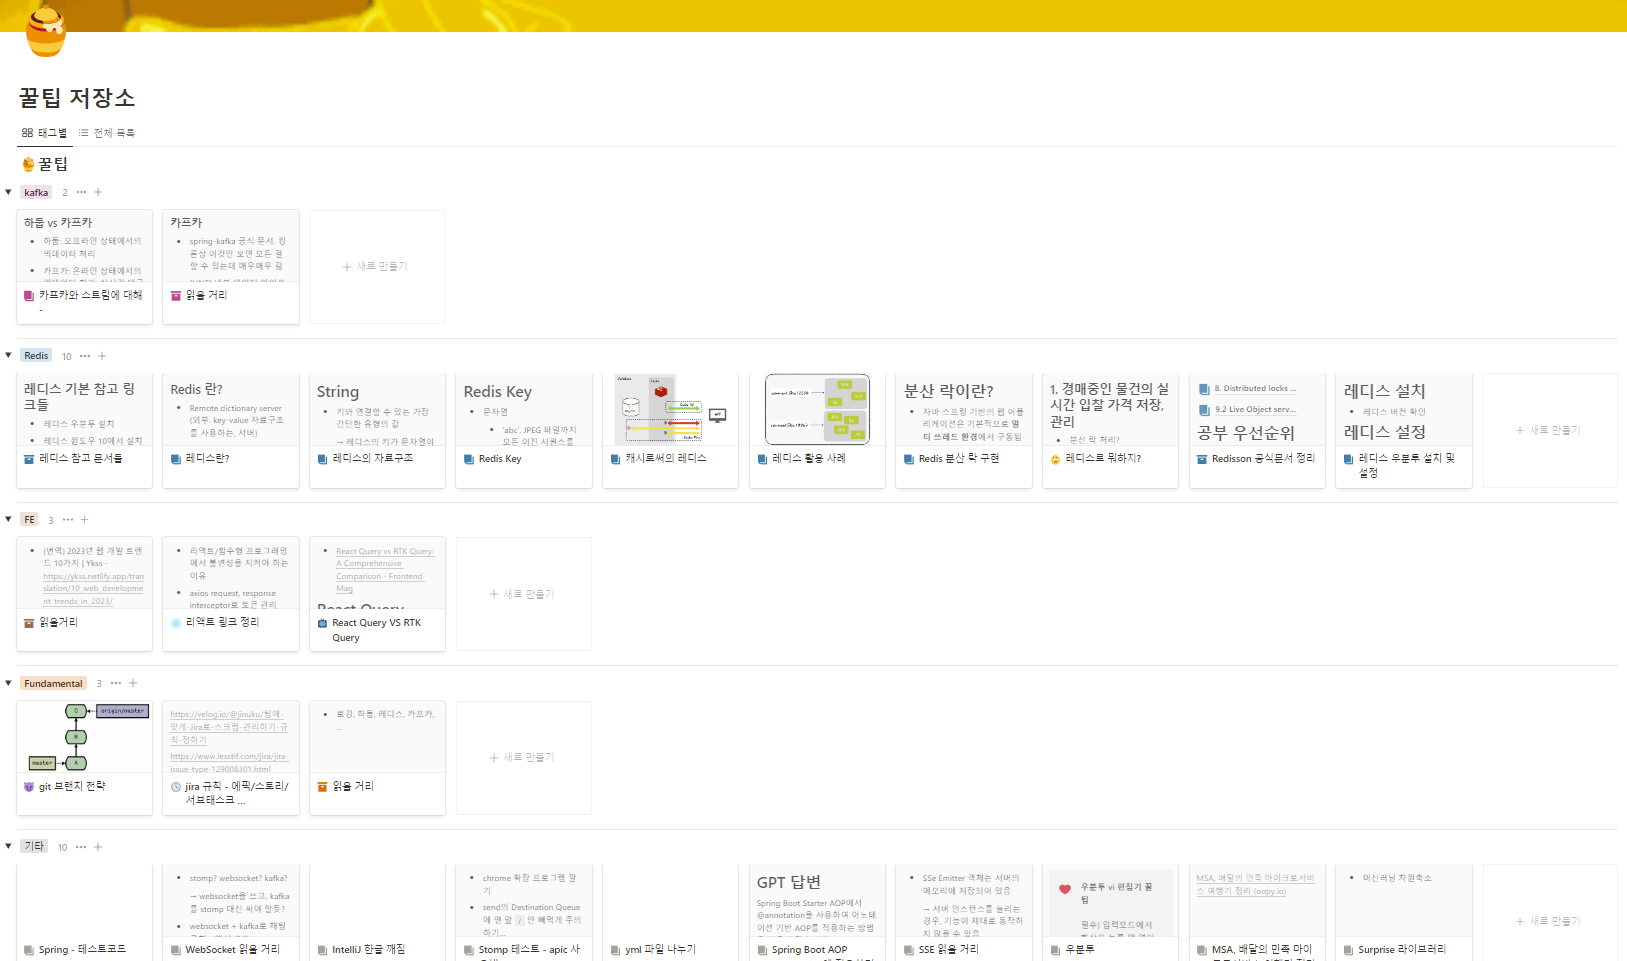 꿀팁 저장소
태그별 전체 목록
꿀팁
kafka 2
하둡 vs 카프카
하둡: 오프라인 상태에서의
빅데이터 처리
카프카: 온라인 상태에서의
카프카와 스트림에 대해
-
카프카
spring-kafka 공식 문서. 킹
론상 이것만 보면 모든 걸
할 수 있는데 매우매우 김
읽을 거리
+ 새로 만들기
Redis 10
레디스 기본 참고 링
크들
레디스 우분투 설치
레디스 윈도우 10에서 설치
레디스 참고 문서들
Redis 란?
Remote dictionary server
(외부, key-value 자료구조
를 사용하는, 서버)
레디스란?
String
키와 연결할 수 있는 가장
간단한 유형의 값
→ 레디스의 키가 문자열이
레디스의 자료구조
Redis Key
문자열
'abc', JPEG 파일까지
모든 이진 시퀀스를
Redis Key
캐시로써의 레디스
레디스 활용 사례
분산 락이란?
자바 스프링 기반의 웹 어플
리케이션은 기본적으로 멀
티 쓰레드 환경에서 구동됩
Redis 분산 락 구현
1. 경매중인 물건의 실
시간 입찰 가격 저장,
관리
분산 락 처리?
레디스로 뭐하지?
8. Distributed locks ...
9.2 Live Object serv...
공부 우선순위
Redisson 공식문서 정리
레디스 설치
레디스 버전 확인
레디스 설정
레디스 우분투 설치 및
설정
+ 새로 만들기
FE 3
(번역) 2023년 웹 개발 트렌
드 10가지 | Ykss -
https://ykss.netlify.app/tran
slation/10_web_developme
nt_trends_in_2023/
읽을거리
리액트/함수형 프로그래밍
에서 불변성을 지켜야 하는
이유
axios request, response
interceptor로 토큰 관리
리액트 링크 정리
React Query vs RTK Query:
A Comprehensive
Comparison - Frontend
Mag
React Query
React Query VS RTK
Query
+ 새로 만들기
Fundamental 3
C origin/master
B
master A
git 브랜치 전략
https://velog.io/@jinuku/팀에-
맞게-Jira로-스크럼-관리하기-규
칙-정하기
https://www.lesstif.com/jira/jira-
issue-type-129008301.html
jira 규칙 - 에픽/스토리/
서브태스크 ...
로깅, 하둡, 레디스, 카프카,
...
읽을 거리
+ 새로 만들기
기타 10
Spring - 테스트코드
stomp? websocket? kafka?
→ websocket을 쓰고, kafka
를 stomp 대신 써야 할듯?
websocket + kafka로 채팅
WebSocket 읽을 거리
IntelliJ 한글 깨짐
chrome 확장 프로그램 깔
기
send의 Destination Queue
에 맨 앞 / 안 빼먹게 주의
하기...
Stomp 테스트 - apic 사
yml 파일 나누기
GPT 답변
Spring Boot Starter AOP에서
@annotation을 사용하여 어노테
이션 기반 AOP를 적용하는 방법
Spring Boot AOP
SSe Emitter 객체는 서버의
메모리에 저장되어 있음
→ 서버 인스턴스를 늘리는
경우, 기능이 제대로 동작하
지 않을 수 있음
SSE 읽을 거리
우분투 vi 편집기 꿀
팁
필수) 입력모드에서
우분투
MSA, 배달의 민족 마이크로서비
스 여행기 정리 (oopy.io)
MSA, 배달의 민족 마이
머신러닝 차원축소
Surprise 라이브러리
+ 새로 만들기